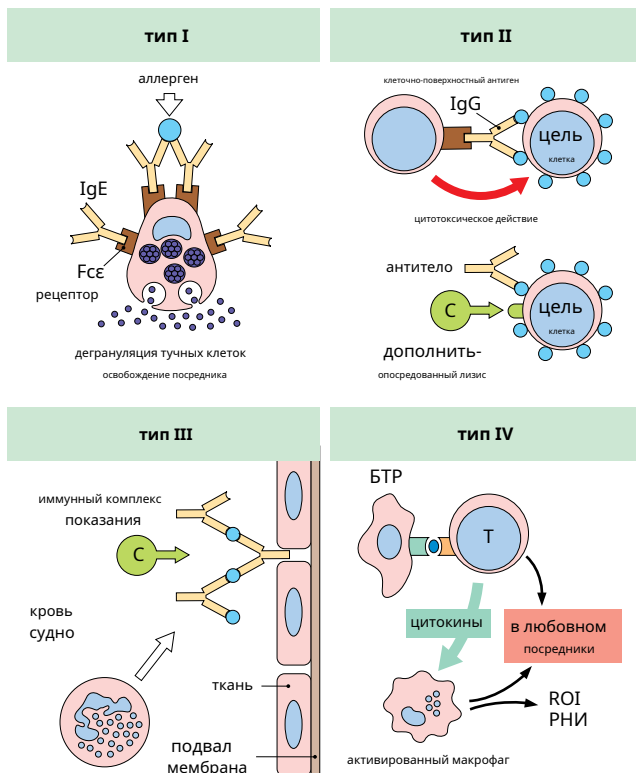 тип I
аллерген
IgE
Fcε
рецептор
дегрануляция тучных клеток
освобождение посредника
тип II
клеточно-поверхностный антиген
IgG
цель
клетка
цитотоксическое действие
антитело
C
цель
клетка
дополнить-
опосредованный лизис
тип III
иммунный комплекс
показания
C
кровь
судно
ткань
подвал
мембрана
тип IV
БТР
T
цитокины
в любовном
посредники
ROI
РНИ
активированный макрофаг